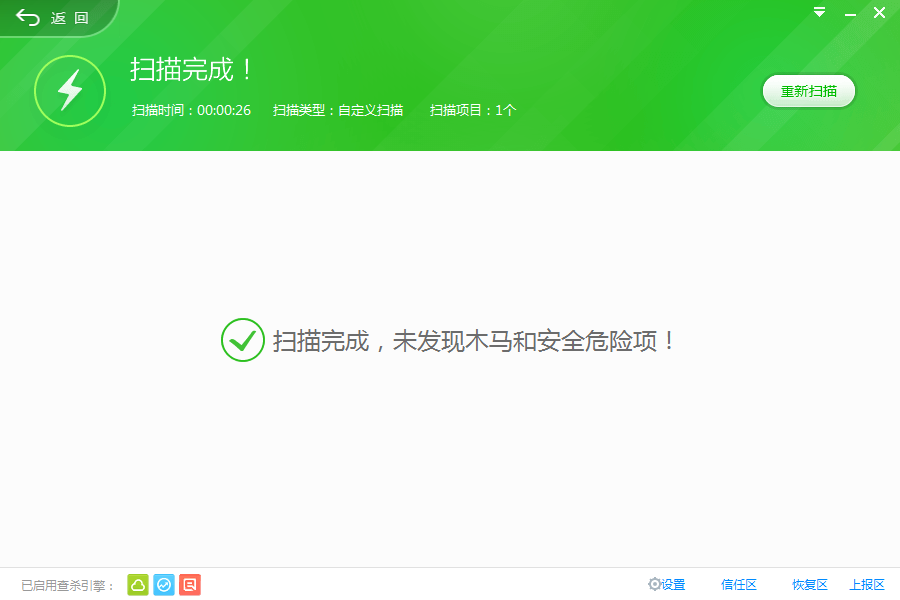 返 回
扫描完成！
扫描时间：00:00:26 扫描类型：自定义扫描 扫描项目：1个
重新扫描
扫描完成，未发现木马和安全危险项！
已启用查杀引擎：
设置 信任区 恢复区 上报区